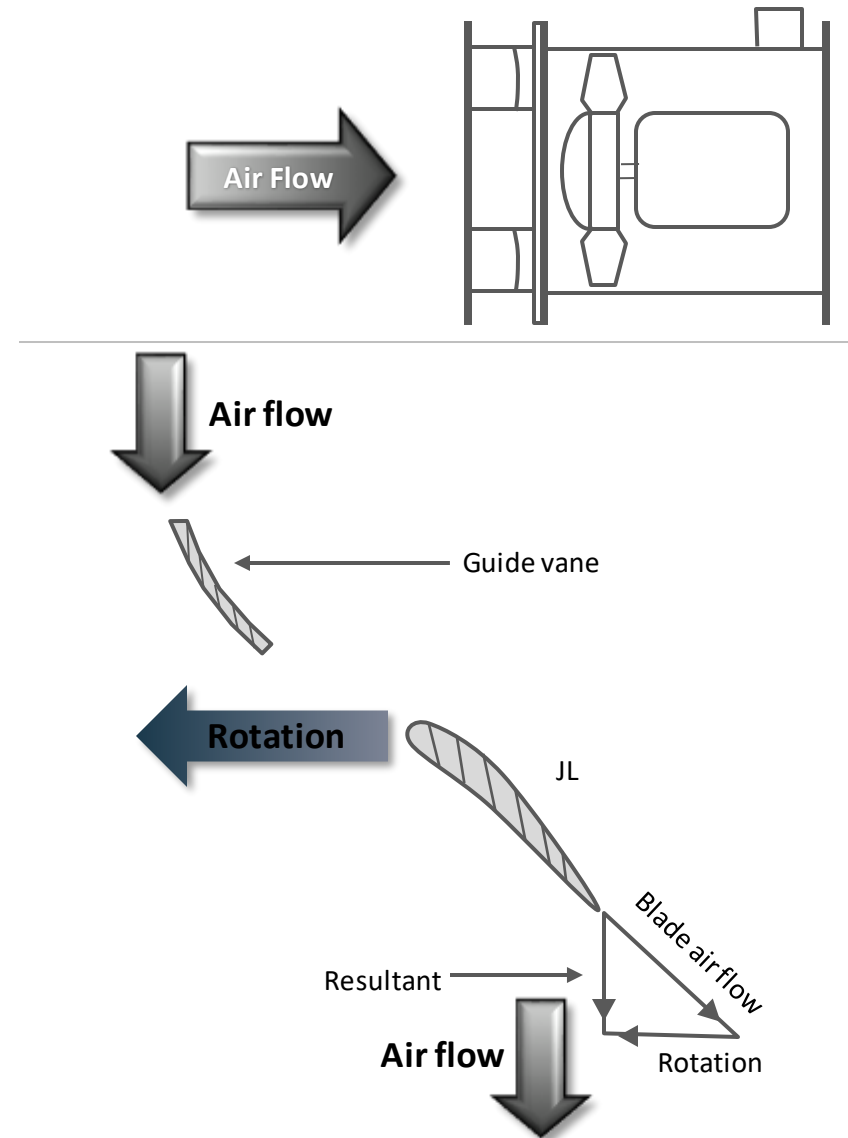 Air Flow
Air flow
Guide vane
Rotation
JL
Blade air flow
Resultant
Air flow
Rotation